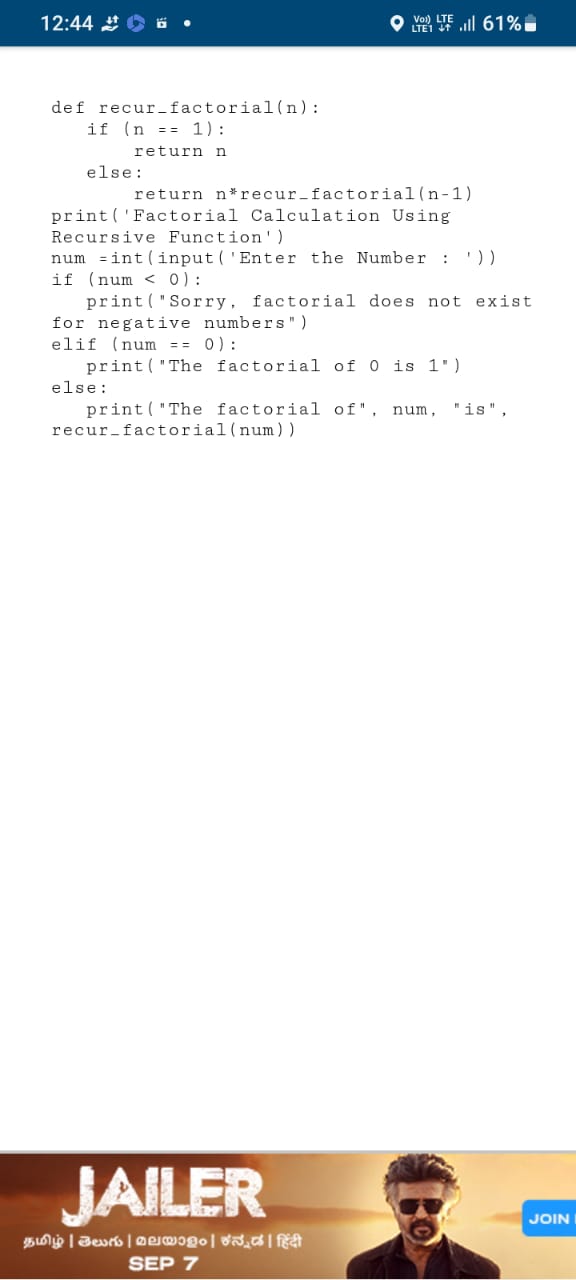 12:44
Vo)) LTE
LTE1
61%
def recur_factorial(n):
   if (n == 1):
       return n
   else:
       return n*recur_factorial(n-1)
print('Factorial Calculation Using
Recursive Function')
num =int(input('Enter the Number : '))
if (num < 0):
   print("Sorry, factorial does not exist
for negative numbers")
elif (num == 0):
   print("The factorial of 0 is 1")
else:
   print("The factorial of", num, "is",
recur_factorial(num))
JAILER
தமிழ் | తెలుగు | മലയാളം | ಕನ್ನಡ | हिंदी
SEP 7
JOIN